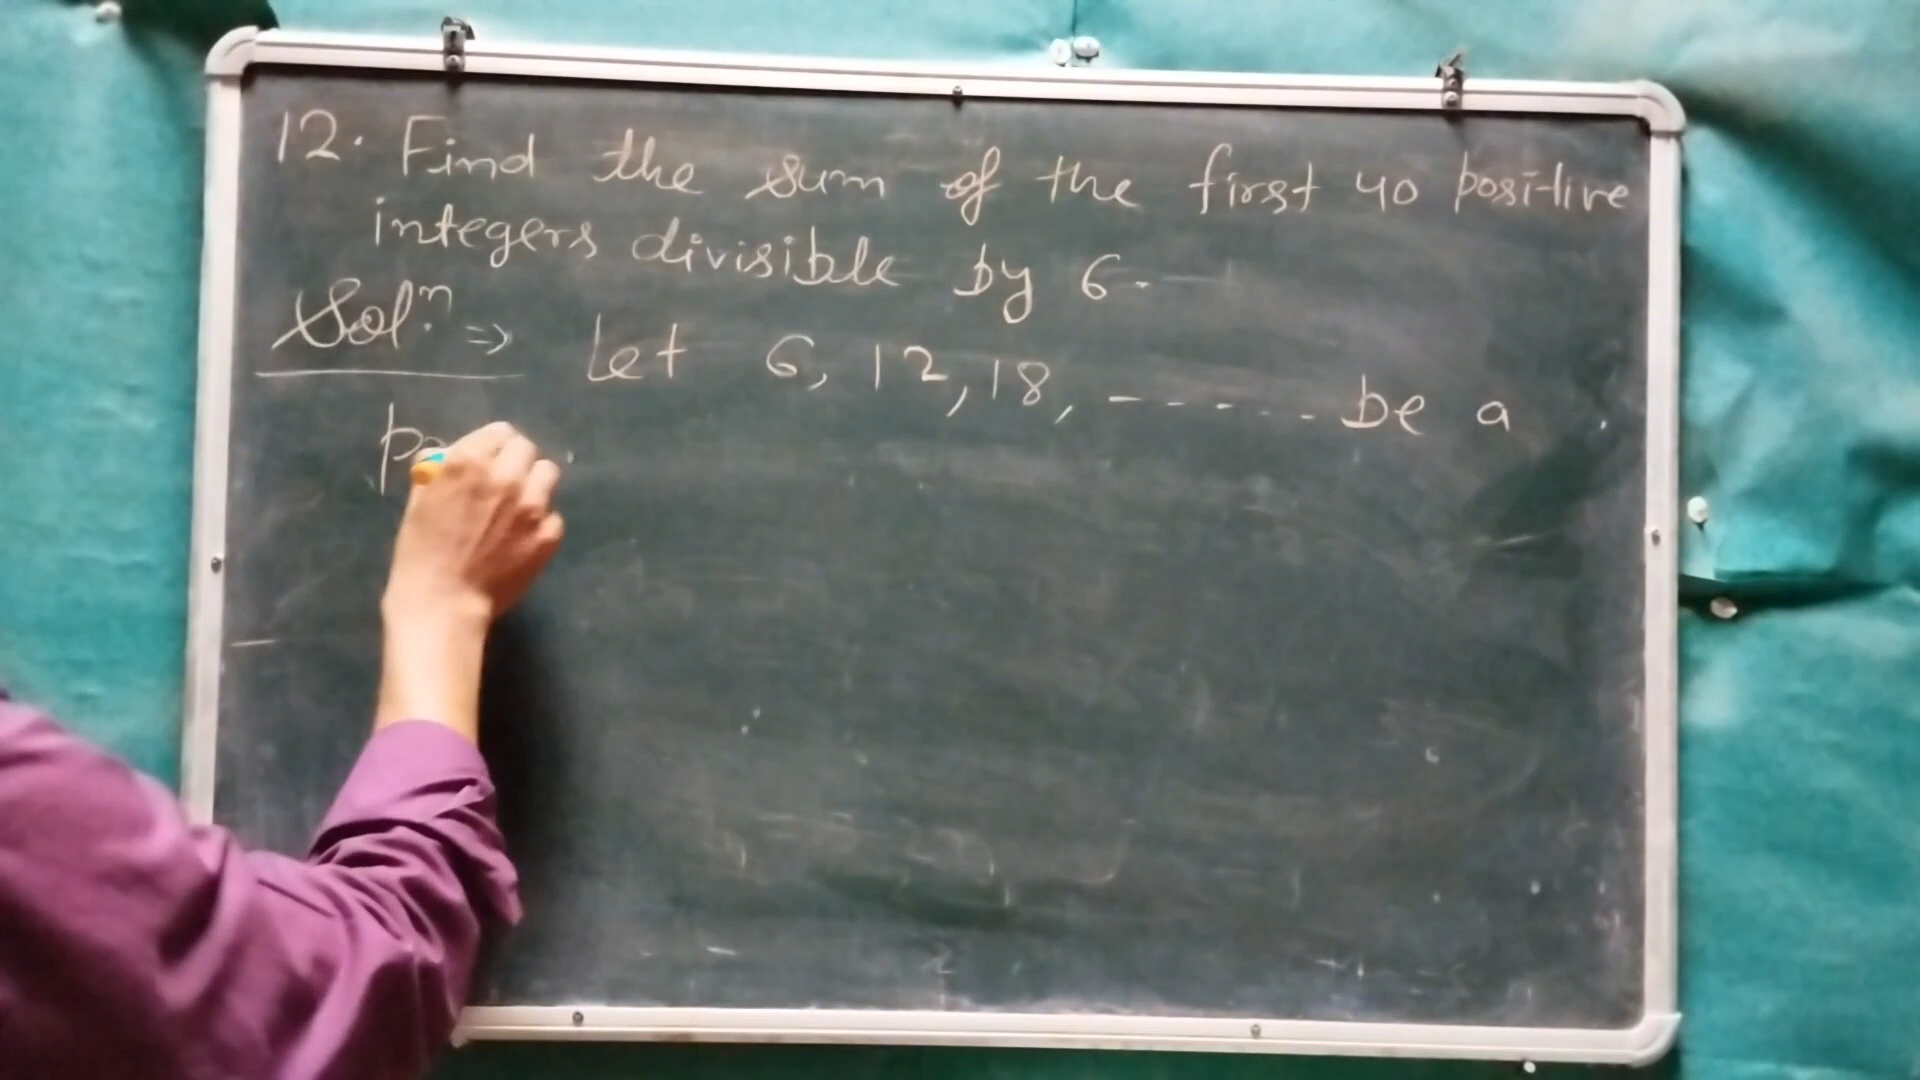 12. Find the sum of the first 40 positive
integers divisible by 6.
Solⁿ. => Let 6, 12, 18, ------ be a